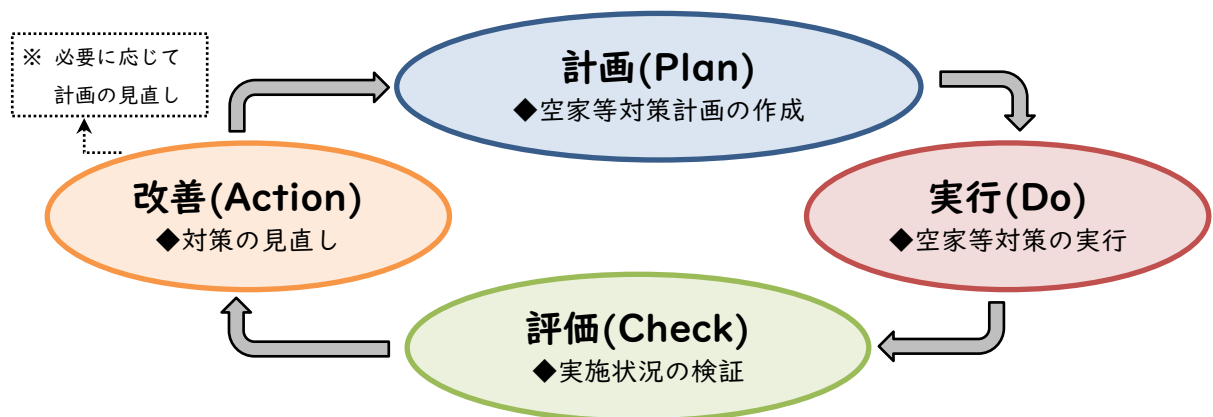 ※ 必要に応じて
計画の見直し
計画(Plan)
◆空家等対策計画の作成
改善(Action)
◆対策の見直し
実行(Do)
◆空家等対策の実行
評価(Check)
◆実施状況の検証